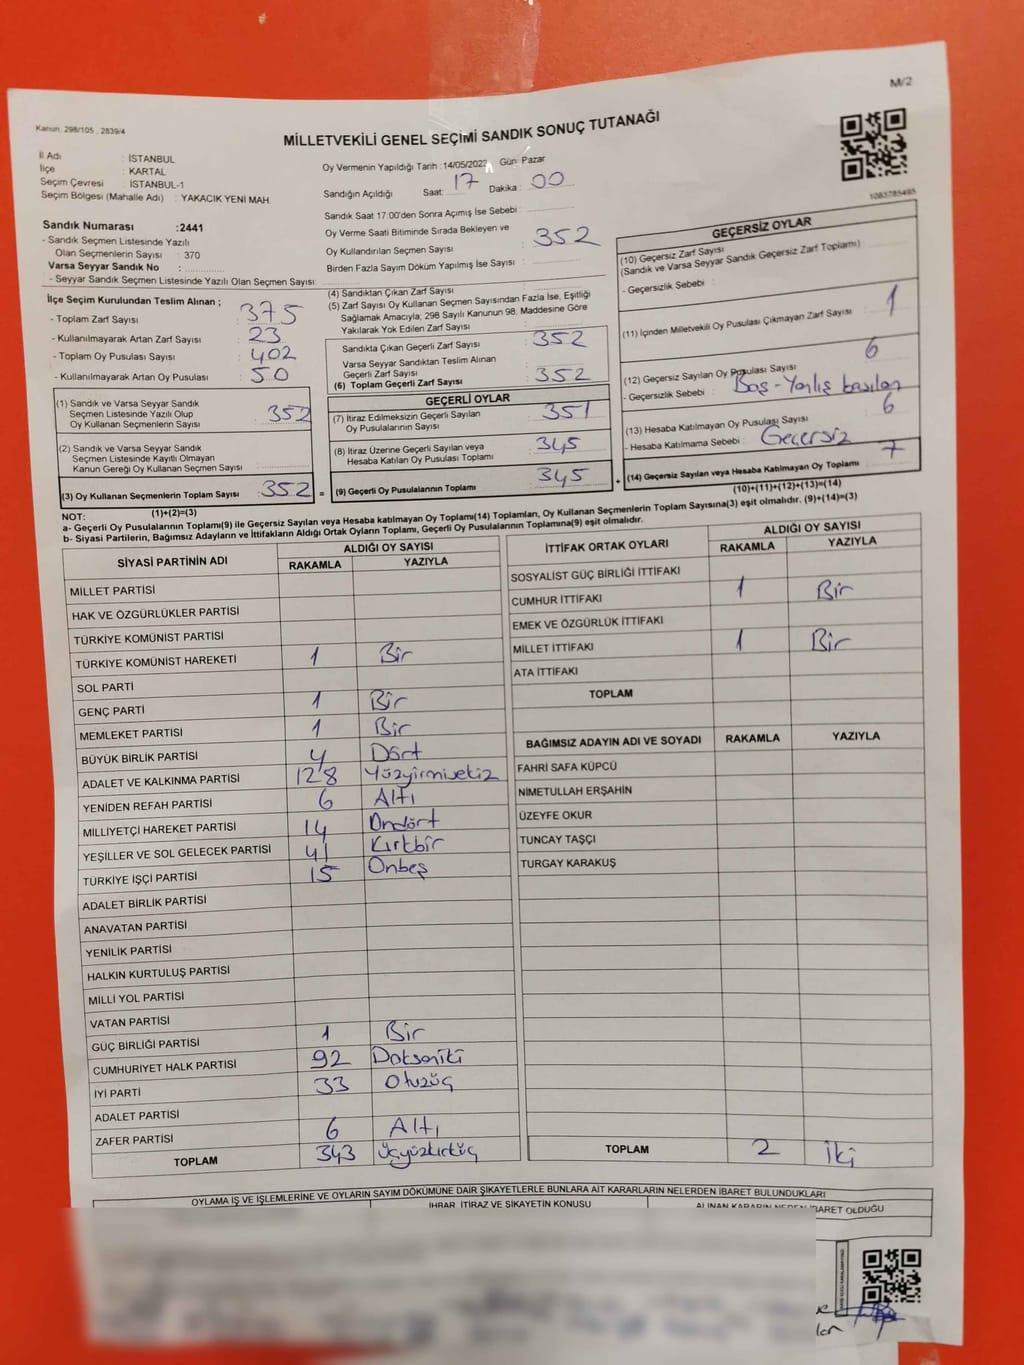 M/2
Kanun: 298/105 , 2839/4
MİLLETVEKİLİ GENEL SEÇİMİ SANDIK SONUÇ TUTANAĞI
1083785485
İl Adı : İSTANBUL
İlçe : KARTAL
Seçim Çevresi : İSTANBUL-1
Seçim Bölgesi (Mahalle Adı) : YAKACIK YENİ MAH.
Oy Vermenin Yapıldığı Tarih :14/05/2023 Gün: Pazar
Sandığın Açıldığı Saat: 17 Dakika : 00
Sandık Saat 17:00'den Sonra Açımış İse Sebebi :
Oy Verme Saati Bitiminde Sırada Bekleyen ve
Oy Kullandırılan Seçmen Sayısı : 352
Birden Fazla Sayım Döküm Yapılmış İse Sayısı :
Sandık Numarası :2441
- Sandık Seçmen Listesinde Yazılı
Olan Seçmenlerin Sayısı : 370
Varsa Seyyar Sandık No :
- Seyyar Sandık Seçmen Listesinde Yazılı Olan Seçmen Sayısı:
İlçe Seçim Kurulundan Teslim Alınan ;
- Toplam Zarf Sayısı : 375
- Kullanılmayarak Artan Zarf Sayısı : 23
- Toplam Oy Pusulası Sayısı : 402
- Kullanılmayarak Artan Oy Pusulası : 50
(1) Sandık ve Varsa Seyyar Sandık
Seçmen Listesinde Yazılı Olup
Oy Kullanan Seçmenlerin Sayısı : 352
(2) Sandık ve Varsa Seyyar Sandık
Seçmen Listesinde Kayıtlı Olmayan
Kanun Gereği Oy Kullanan Seçmen Sayısı :
(3) Oy Kullanan Seçmenlerin Toplam Sayısı : 352 =
(1)+(2)=(3)
(4) Sandıktan Çıkan Zarf Sayısı :
(5) Zarf Sayısı Oy Kullanan Seçmen Sayısından Fazla İse, Eşitliği
Sağlamak Amacıyla; 298 Sayılı Kanunun 98. Maddesine Göre
Yakılarak Yok Edilen Zarf Sayısı :
Sandıkta Çıkan Geçerli Zarf Sayısı : 352
Varsa Seyyar Sandıktan Teslim Alınan
Geçerli Zarf Sayısı
(6) Toplam Geçerli Zarf Sayısı : 352
GEÇERLİ OYLAR
(7) İtiraz Edilmeksizin Geçerli Sayılan
Oy Pusulalarının Sayısı : 351
(8) İtiraz Üzerine Geçerli Sayılan veya
Hesaba Katılan Oy Pusulası Toplamı : 345
(9) Geçerli Oy Pusulalarının Toplamı : 345 +
GEÇERSİZ OYLAR
(10) Geçersiz Zarf Sayısı
(Sandık ve Varsa Seyyar Sandık Geçersiz Zarf Toplamı) :
- Geçersizlik Sebebi :
(11) İçinden Milletvekili Oy Pusulası Çıkmayan Zarf Sayısı : 1
(12) Geçersiz Sayılan Oy Pusulası Sayısı : 6
- Geçersizlik Sebebi : Boş - Yanlış basılan
(13) Hesaba Katılmayan Oy Pusulası Sayısı : 6
- Hesaba Katılmama Sebebi : Geçersiz
(14) Geçersiz Sayılan veya Hesaba Katılmayan Oy Toplamı : 7
(10)+(11)+(12)+(13)=(14)
NOT:
a- Geçerli Oy Pusulalarının Toplamı(9) ile Geçersiz Sayılan veya Hesaba katılmayan Oy Toplamı(14) Toplamları, Oy Kullanan Seçmenlerin Toplam Sayısına(3) eşit olmalıdır. (9)+(14)=(3)
b- Siyasi Partilerin, Bağımsız Adayların ve İttifakların Aldığı Ortak Oyların Toplamı, Geçerli Oy Pusulalarının Toplamına(9) eşit olmalıdır.
SİYASİ PARTİNİN ADI ALDIĞI OY SAYISI
RAKAMLA YAZIYLA
MİLLET PARTİSİ
HAK VE ÖZGÜRLÜKLER PARTİSİ
TÜRKİYE KOMÜNİST PARTİSİ
TÜRKİYE KOMÜNİST HAREKETİ 1 Bir
SOL PARTİ
GENÇ PARTİ 1 Bir
MEMLEKET PARTİSİ 1 Bir
BÜYÜK BİRLİK PARTİSİ 4 Dört
ADALET VE KALKINMA PARTİSİ 128 Yüzyirmisekiz
YENİDEN REFAH PARTİSİ 6 Altı
MİLLİYETÇİ HAREKET PARTİSİ 14 Ondört
YEŞİLLER VE SOL GELECEK PARTİSİ 41 Kırkbir
TÜRKİYE İŞÇİ PARTİSİ 15 Onbeş
ADALET BİRLİK PARTİSİ
ANAVATAN PARTİSİ
YENİLİK PARTİSİ
HALKIN KURTULUŞ PARTİSİ
MİLLİ YOL PARTİSİ
VATAN PARTİSİ
GÜÇ BİRLİĞİ PARTİSİ 1 Bir
CUMHURİYET HALK PARTİSİ 92 Doksaniki
İYİ PARTİ 33 Otuzüç
ADALET PARTİSİ
ZAFER PARTİSİ 6 Altı
TOPLAM 343 Üçyüzkırküç
İTTİFAK ORTAK OYLARI ALDIĞI OY SAYISI
RAKAMLA YAZIYLA
SOSYALİST GÜÇ BİRLİĞİ İTTİFAKI
CUMHUR İTTİFAKI 1 Bir
EMEK VE ÖZGÜRLÜK İTTİFAKI
MİLLET İTTİFAKI 1 Bir
ATA İTTİFAKI
TOPLAM
BAĞIMSIZ ADAYIN ADI VE SOYADI RAKAMLA YAZIYLA
FAHRİ SAFA KÜPCÜ
NİMETULLAH ERŞAHİN
ÜZEYFE OKUR
TUNCAY TAŞÇI
TURGAY KARAKUŞ
TOPLAM 2 İki
OYLAMA İŞ VE İŞLEMLERİNE VE OYLARIN SAYIM DÖKÜMÜNE DAİR ŞİKAYETLERLE BUNLARA AİT KARARLARIN NELERDEN İBARET BULUNDUKLARI
İHBAR, İTİRAZ VE ŞİKAYETİN KONUSU ALINAN KARARIN NEDEN İBARET OLDUĞU